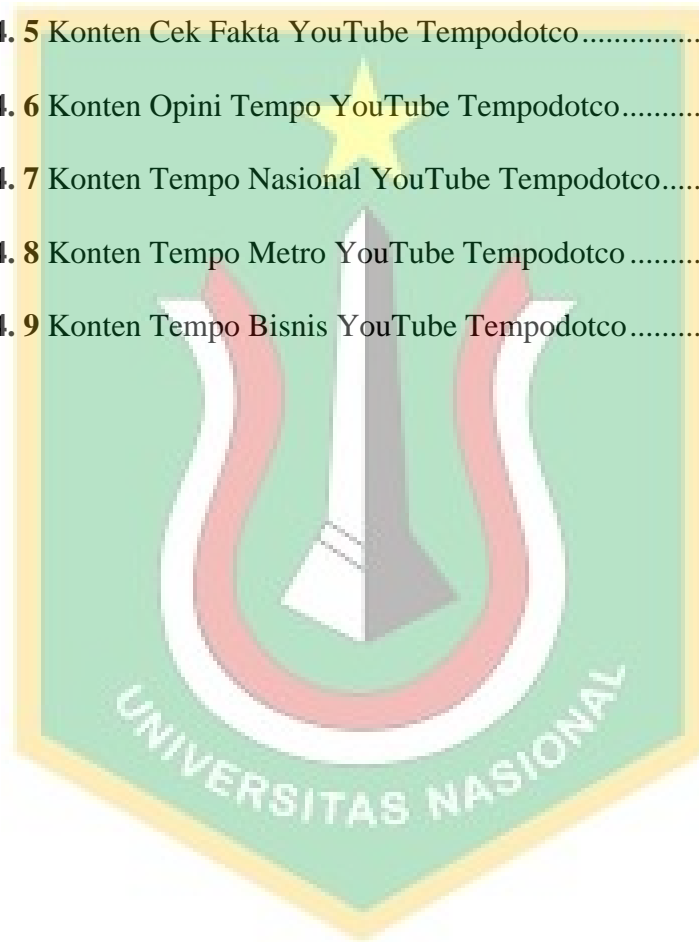 4. 5 Konten Cek Fakta YouTube Tempodotco...............
4. 6 Konten Opini Tempo YouTube Tempodotco..........
4. 7 Konten Tempo Nasional YouTube Tempodotco.....
4. 8 Konten Tempo Metro YouTube Tempodotco.........
4. 9 Konten Tempo Bisnis YouTube Tempodotco.........
UNIVERSITAS NASIONAL